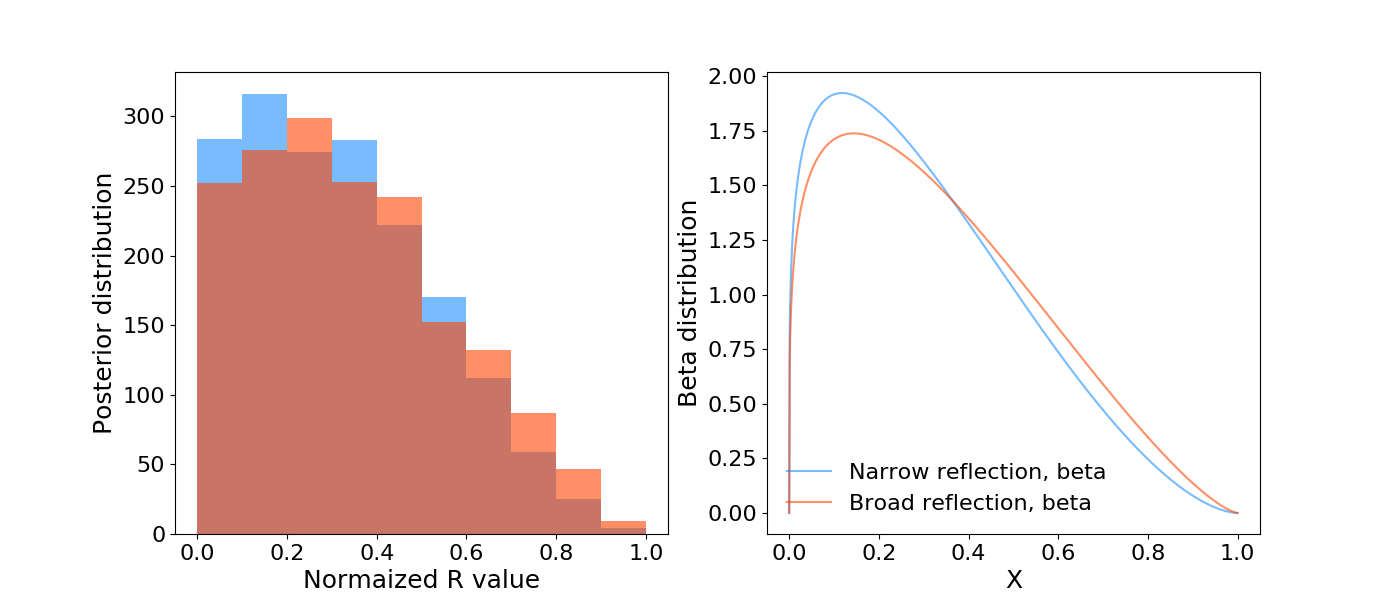 Posterior distribution
300
250
200
150
100
50
0
0.0 0.2 0.4 0.6 0.8 1.0
Normaized R value
Beta distribution
2.00
1.75
1.50
1.25
1.00
0.75
0.50
0.25
0.00
Narrow reflection, beta
Broad reflection, beta
0.0 0.2 0.4 0.6 0.8 1.0
X